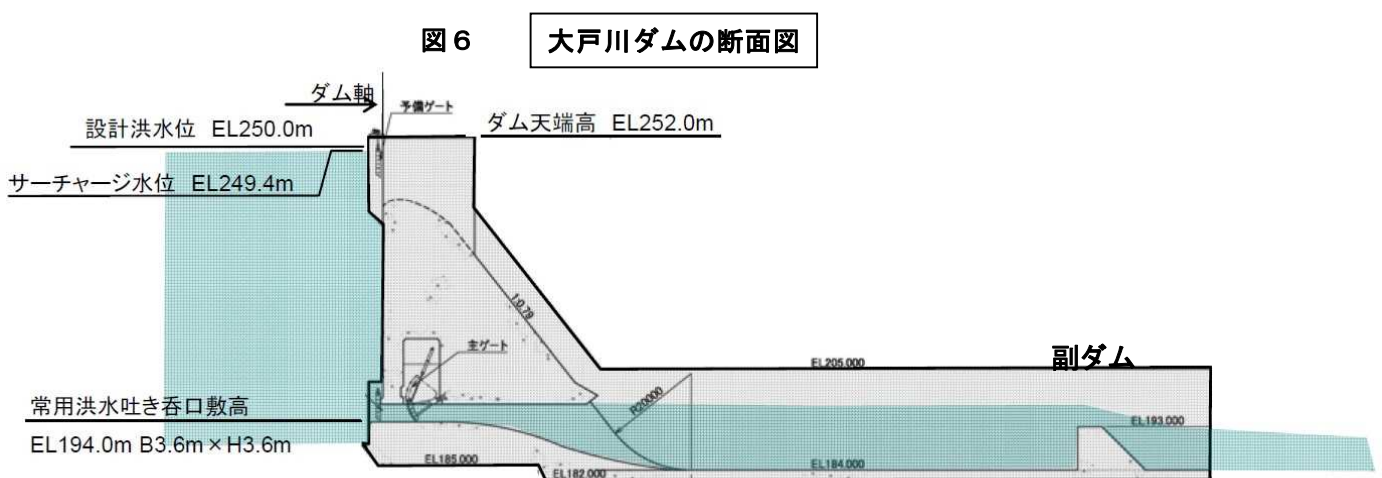 図６ 大戸川ダムの断面図
ダム軸
予備ゲート
設計洪水位 EL250.0m
ダム天端高 EL252.0m
サーチャージ水位 EL249.4m
1:0.79
主ゲート
副ダム
EL205.000
R20000
常用洪水吐き呑口敷高
EL194.0m B3.6m×H3.6m
EL193.000
EL185.000
EL184.000
EL182.000